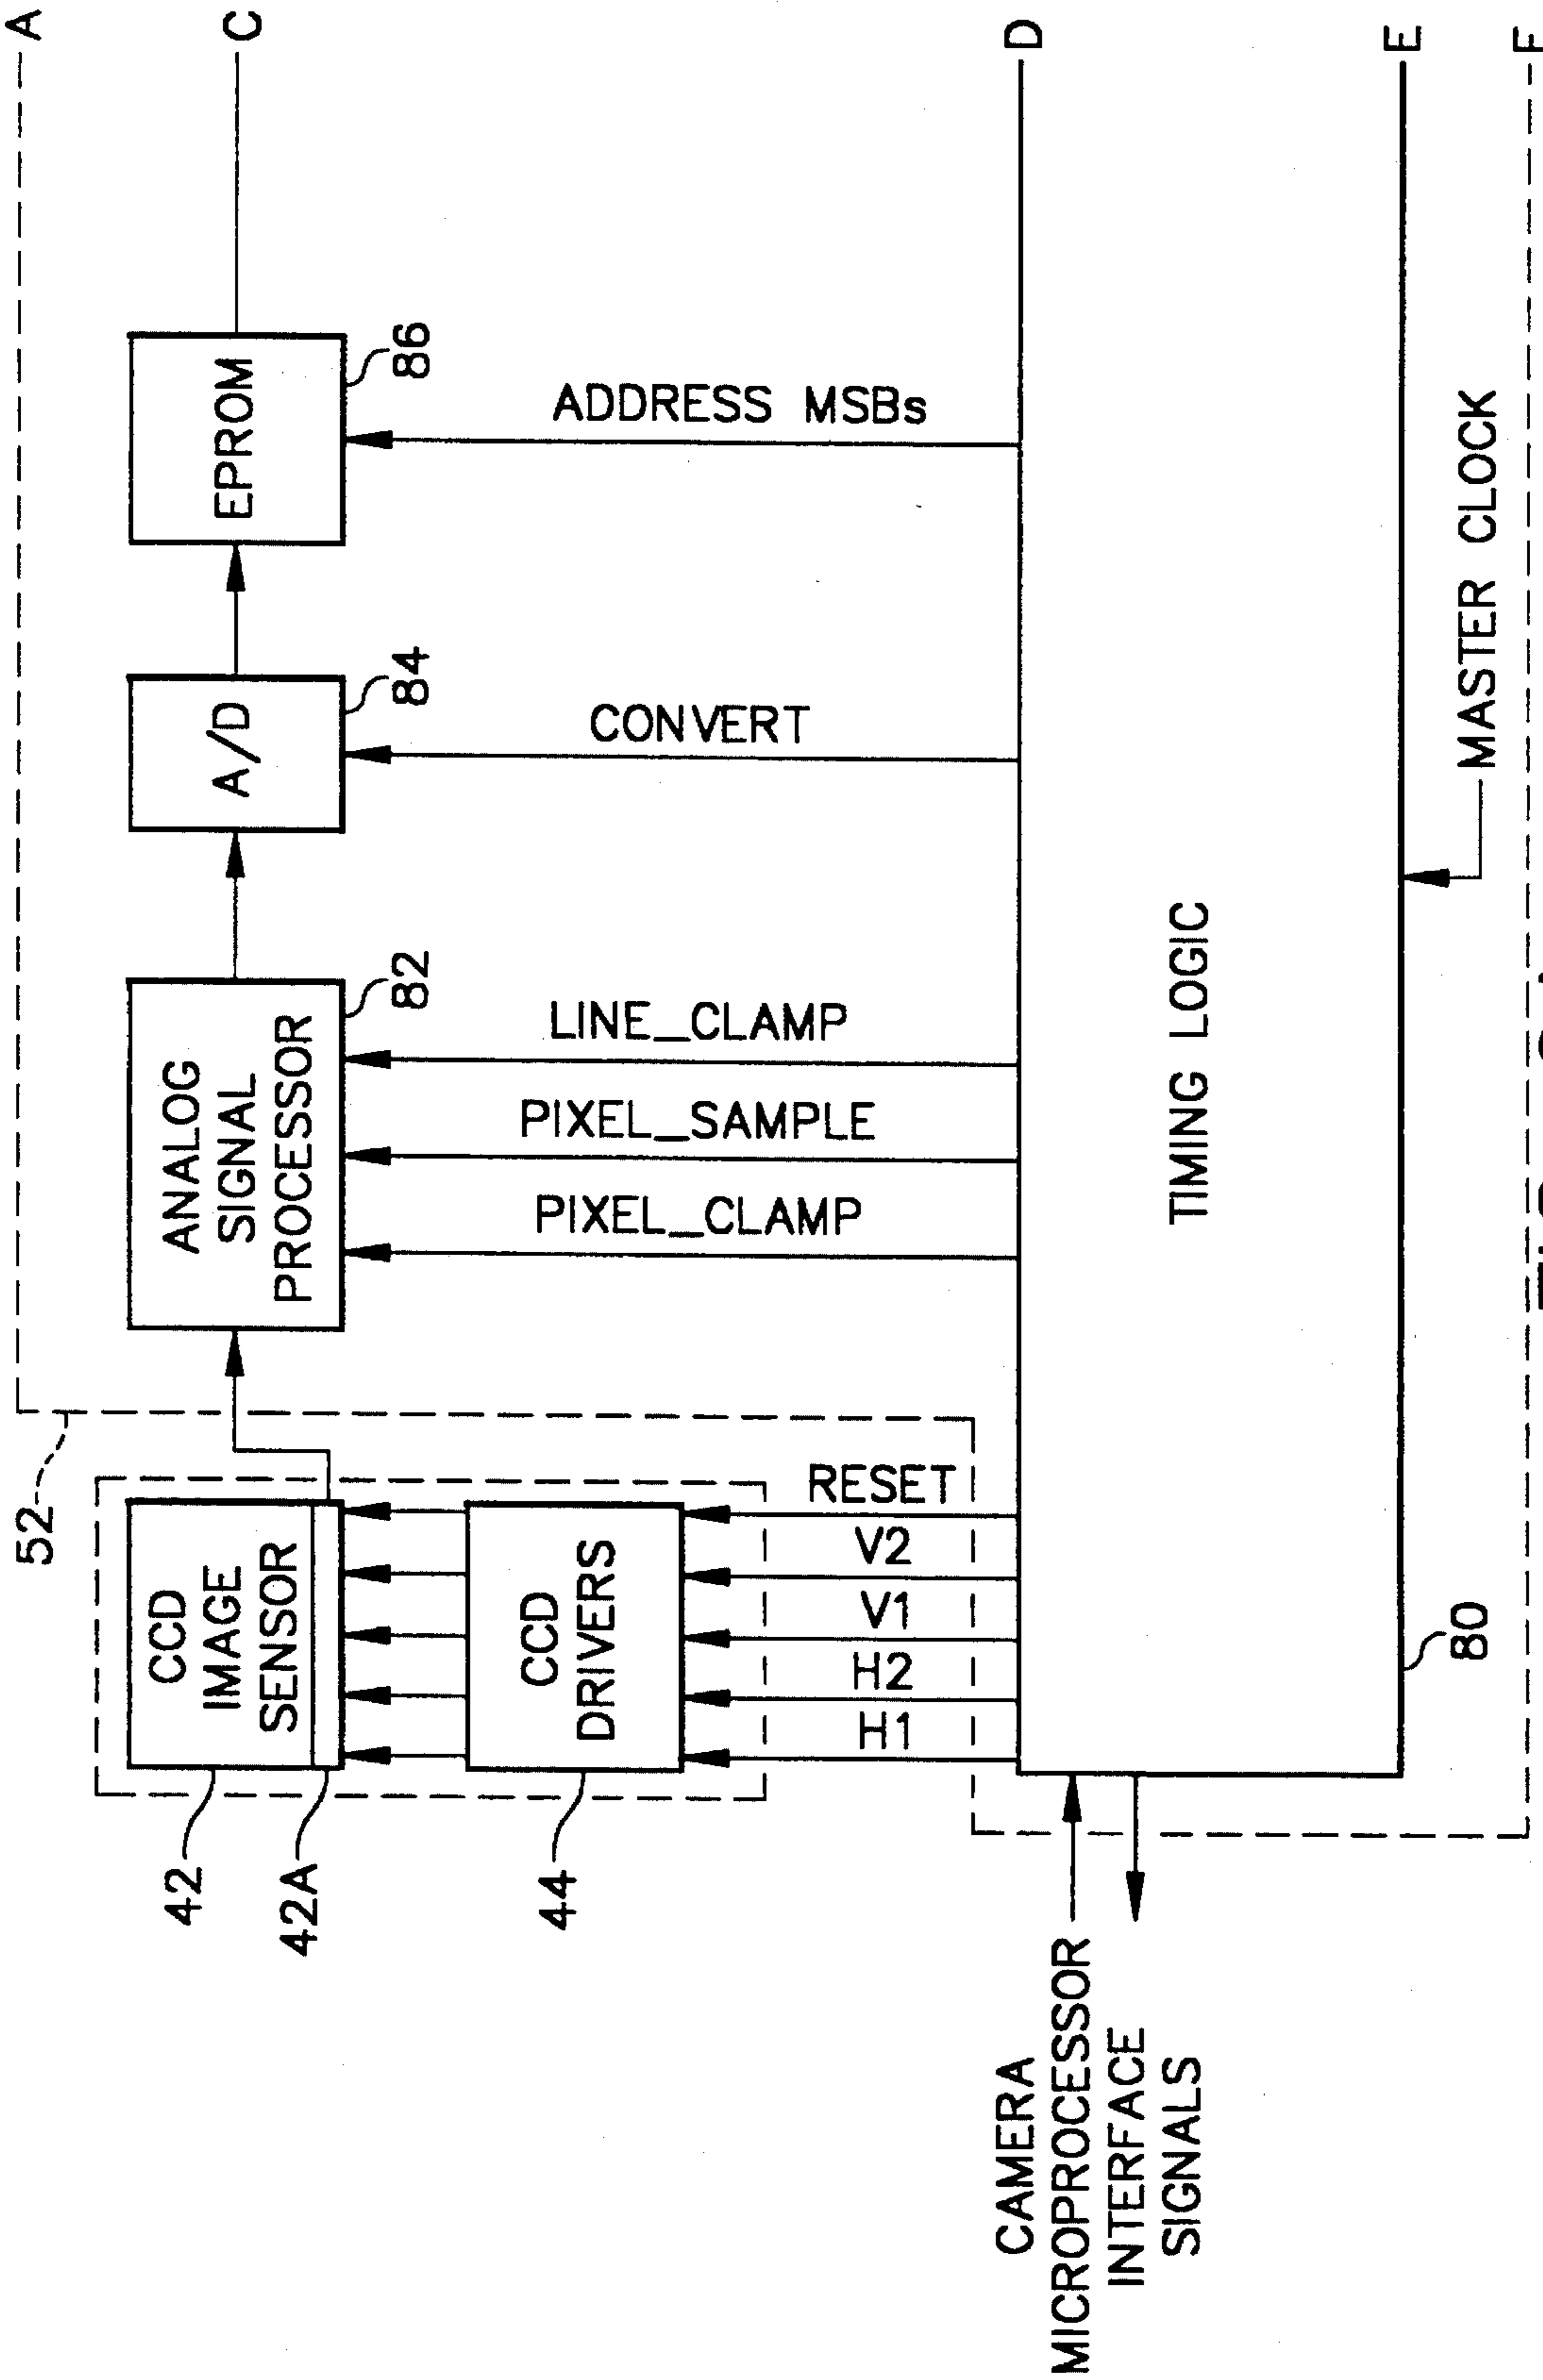 A
C
D
E
F
52
CCD
IMAGE
SENSOR
42
42A
CCD
DRIVERS
44
H1
H2
V1
V2
RESET
ANALOG
SIGNAL
PROCESSOR
82
PIXEL_CLAMP
PIXEL_SAMPLE
LINE_CLAMP
A/D
84
CONVERT
EPROM
86
ADDRESS MSBs
TIMING LOGIC
80
MASTER CLOCK
CAMERA
MICROPROCESSOR
INTERFACE
SIGNALS